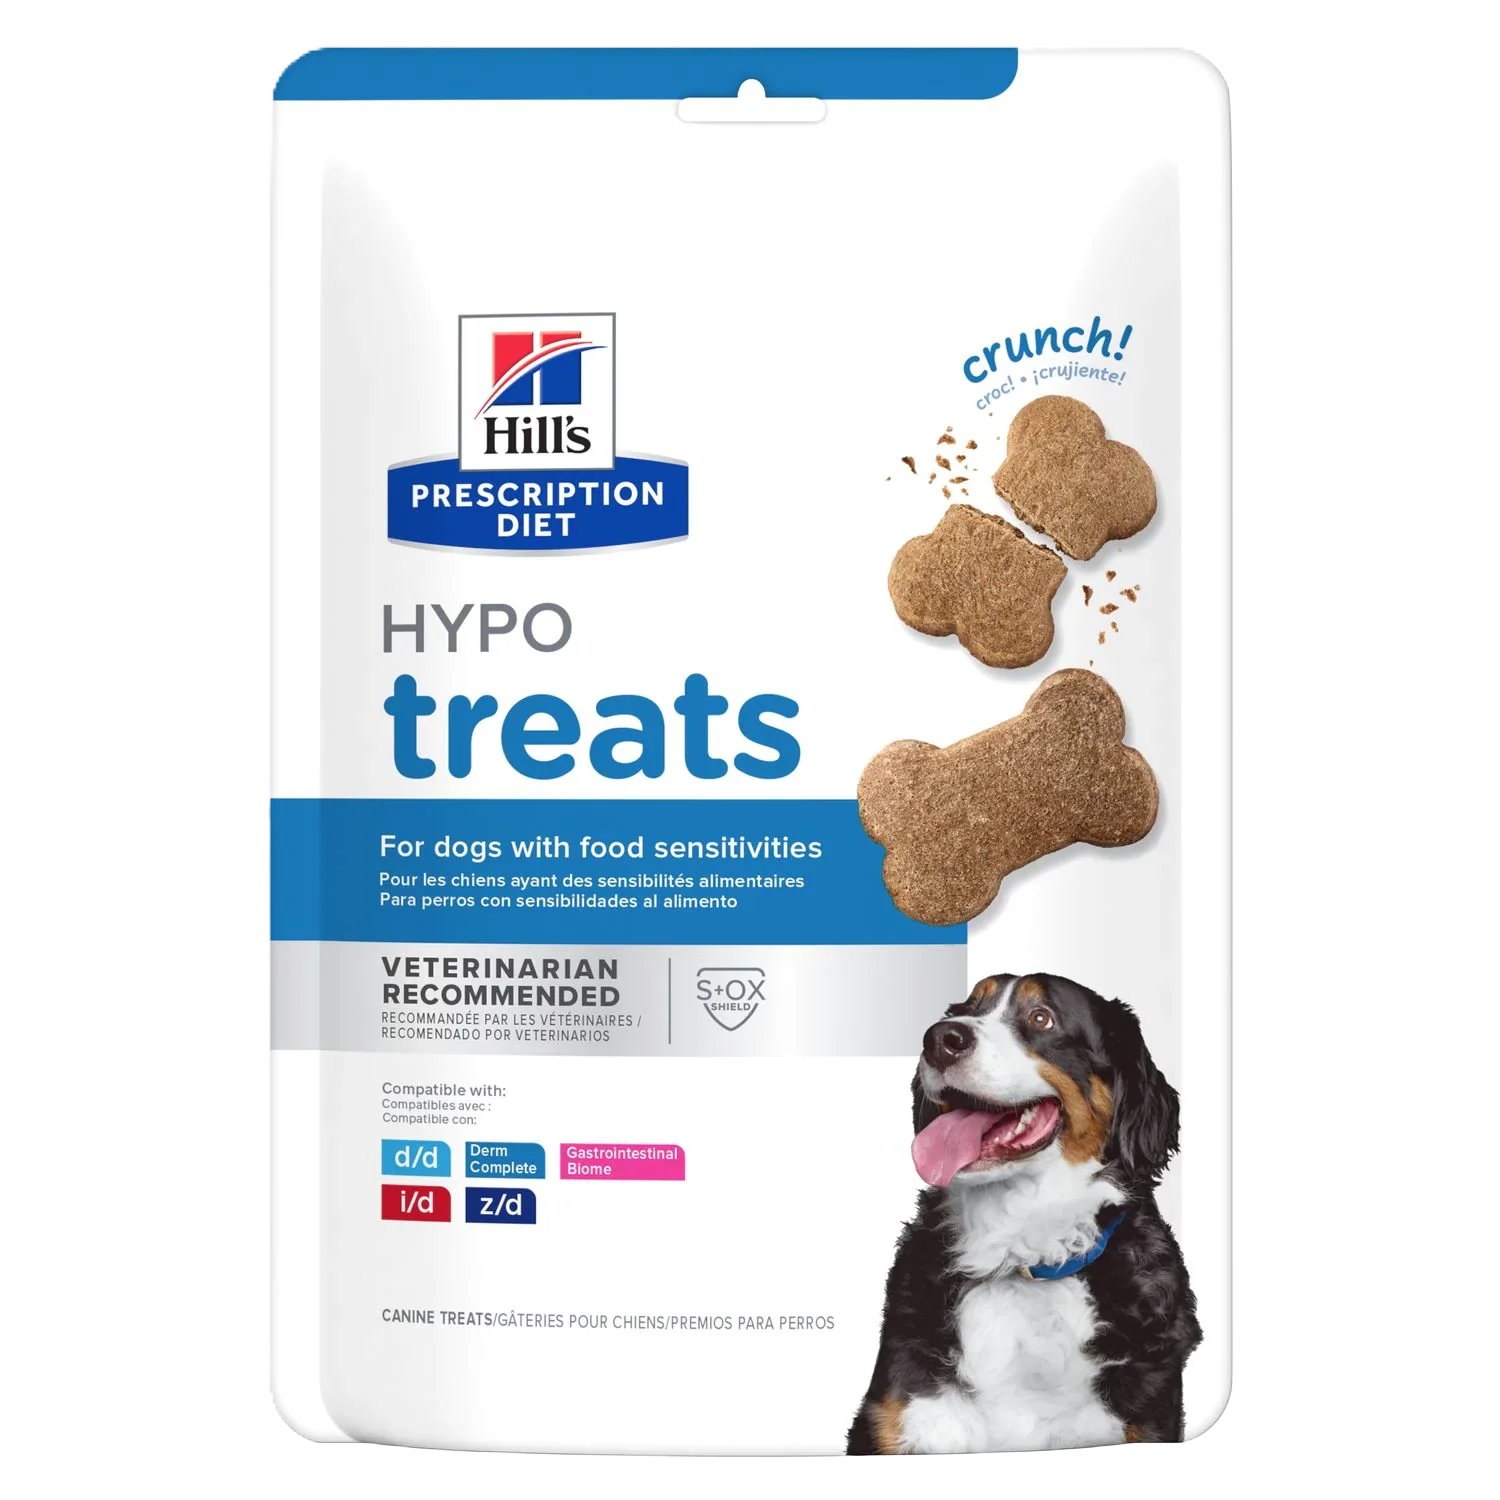 Hill's
PRESCRIPTION
DIET
crunch!
croc! • ¡crujiente!
HYPO
treats
For dogs with food sensitivities
Pour les chiens ayant des sensibilités alimentaires
Para perros con sensibilidades al alimento
VETERINARIAN
RECOMMENDED
RECOMMANDÉE PAR LES VÉTÉRINAIRES /
RECOMENDADO POR VETERINARIOS
S+OX
SHIELD
Compatible with:
Compatibles avec :
Compatible con:
d/d
Derm
Complete
Gastrointestinal
Biome
i/d
z/d
CANINE TREATS/GÂTERIES POUR CHIENS/PREMIOS PARA PERROS